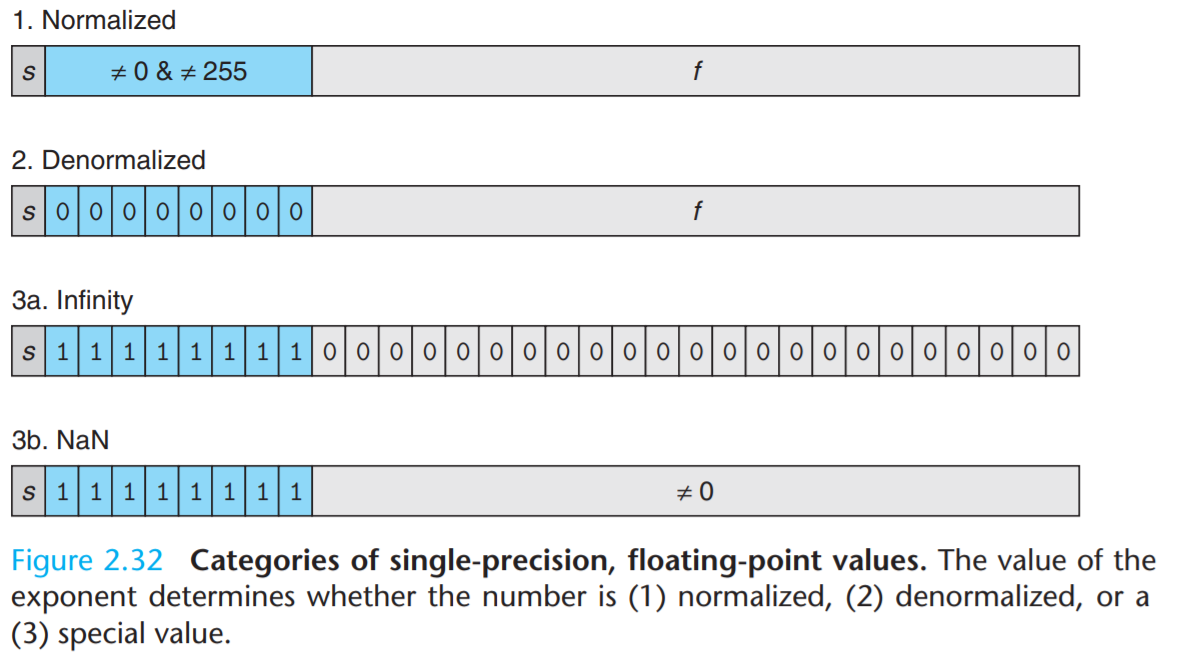 1. Normalized
s ≠ 0 & ≠ 255 f
2. Denormalized
s 0 0 0 0 0 0 0 0 f
3a. Infinity
s 1 1 1 1 1 1 1 1 0 0 0 0 0 0 0 0 0 0 0 0 0 0 0 0 0 0 0 0 0 0 0
3b. NaN
s 1 1 1 1 1 1 1 1 ≠ 0
Figure 2.32 Categories of single-precision, floating-point values. The value of the
exponent determines whether the number is (1) normalized, (2) denormalized, or a
(3) special value.